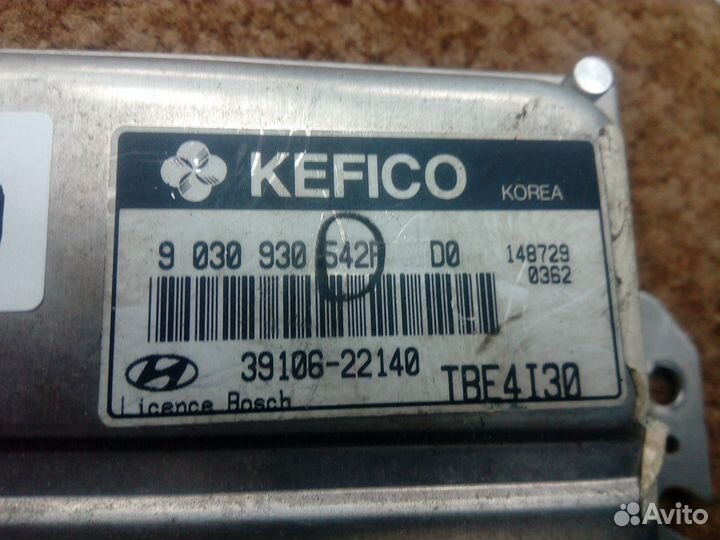 KEFICO KOREA
9 030 930 542F D0 148729
0362
39106-22140 TBE4I30
Licence Bosch
Avito